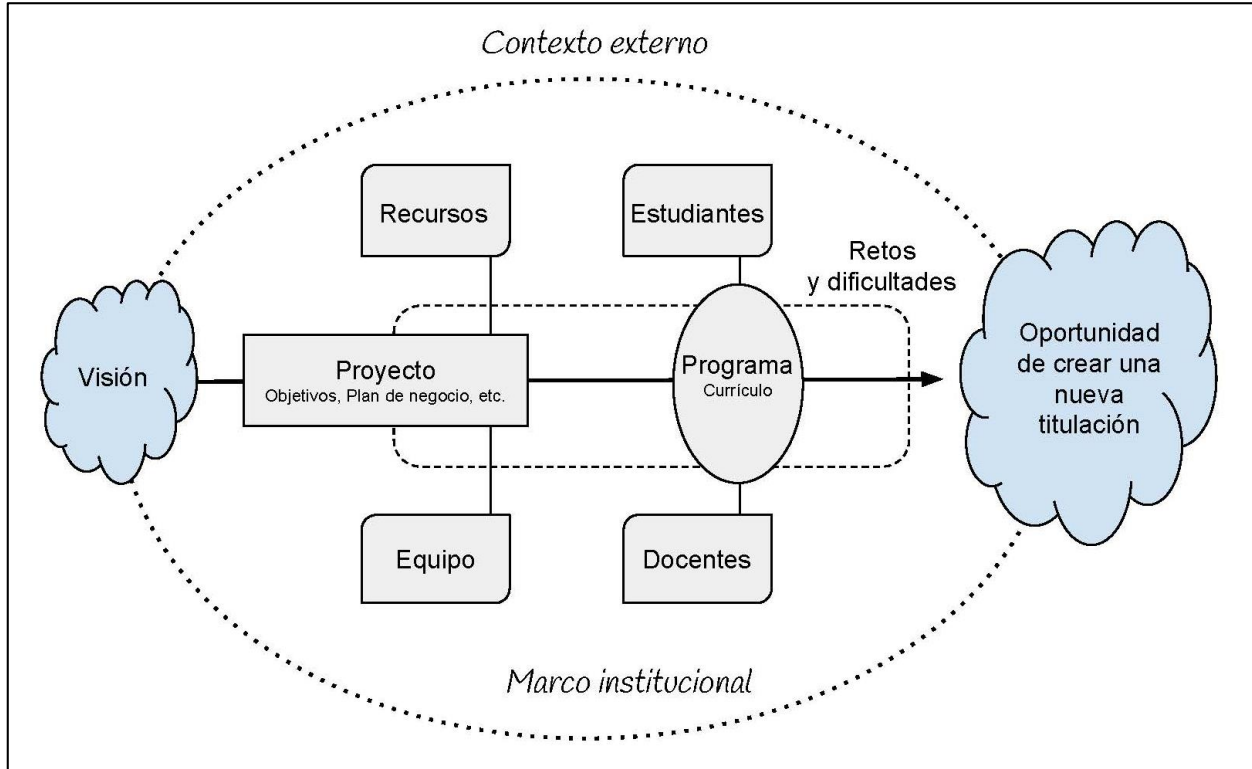 Contexto externo
Recursos
Estudiantes
Retos
y dificultades
Visión
Proyecto
Objetivos, Plan de negocio, etc.
Programa
Currículo
Oportunidad
de crear una
nueva
titulación
Equipo
Docentes
Marco institucional